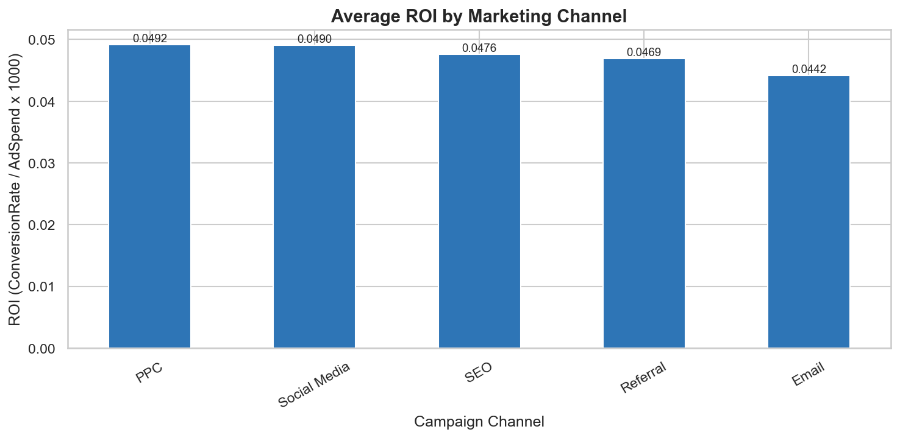 Average ROI by Marketing Channel
ROI (ConversionRate / AdSpend x 1000)
0.05
0.04
0.03
0.02
0.01
0.00
0.0492
0.0490
0.0476
0.0469
0.0442
PPC
Social Media
SEO
Referral
Email
Campaign Channel